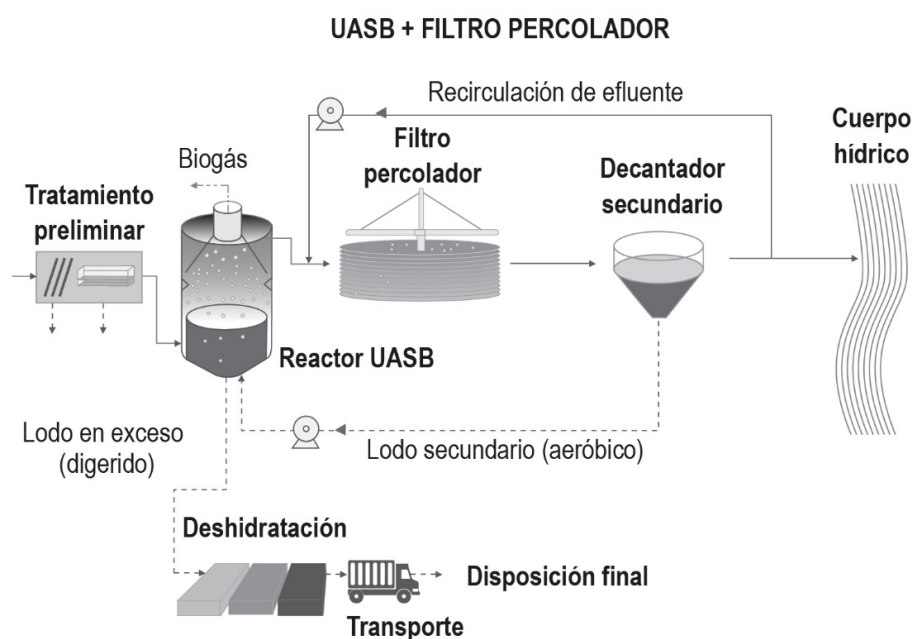 UASB + FILTRO PERCOLADOR
Recirculación de efluente
Cuerpo
hídrico
Biogás
Filtro
percolador
Decantador
secundario
Tratamiento
preliminar
Reactor UASB
Lodo en exceso
(digerido)
Lodo secundario (aeróbico)
Deshidratación
Disposición final
Transporte